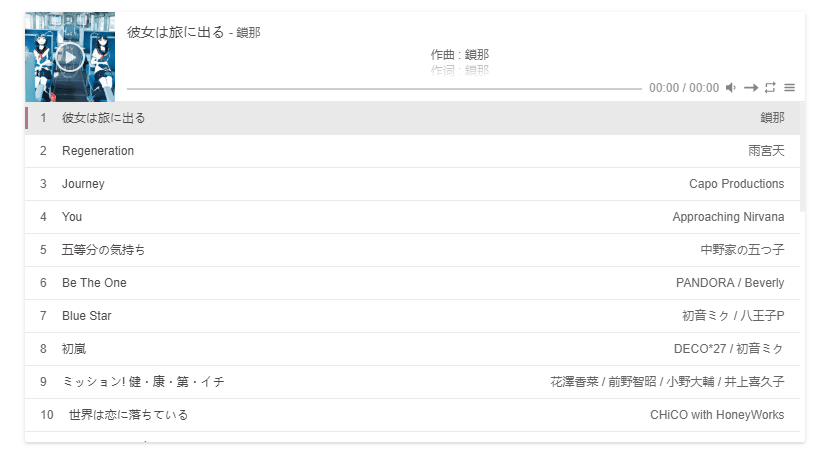 彼女は旅に出る - 鎖那
作曲 : 鎖那
作词 : 鎖那
00:00 / 00:00
1 彼女は旅に出る 鎖那
2 Regeneration 雨宮天
3 Journey Capo Productions
4 You Approaching Nirvana
5 五等分の気持ち 中野家の五つ子
6 Be The One PANDORA / Beverly
7 Blue Star 初音ミク / 八王子P
8 初嵐 DECO*27 / 初音ミク
9 ミッション! 健・康・第・イチ 花澤香菜 / 前野智昭 / 小野大輔 / 井上喜久子
10 世界は恋に落ちている CHiCO with HoneyWorks